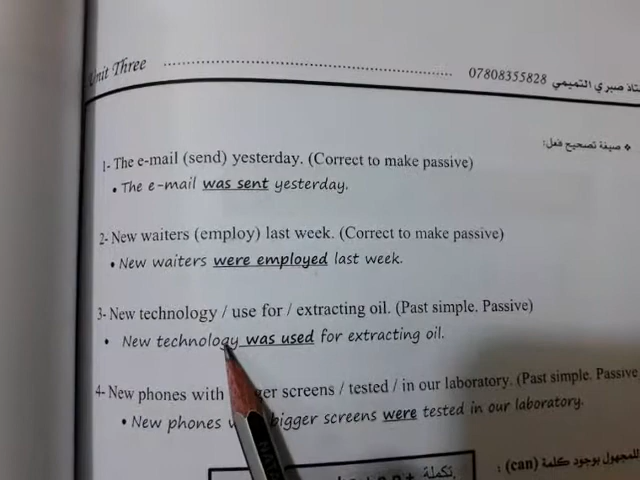 Unit Three ........................................ 07808355828 ستاذ صبري التميمي
❖ صيغة تصحيح فعل:
1- The e-mail (send) yesterday. (Correct to make passive)
• The e-mail was sent yesterday.
2- New waiters (employ) last week. (Correct to make passive)
• New waiters were employed last week.
3- New technology / use for / extracting oil. (Past simple. Passive)
• New technology was used for extracting oil.
4- New phones with ger screens / tested / in our laboratory. (Past simple. Passive
• New phones bigger screens were tested in our laboratory.
للمجهول بوجود كلمة (can) :
تكملة.